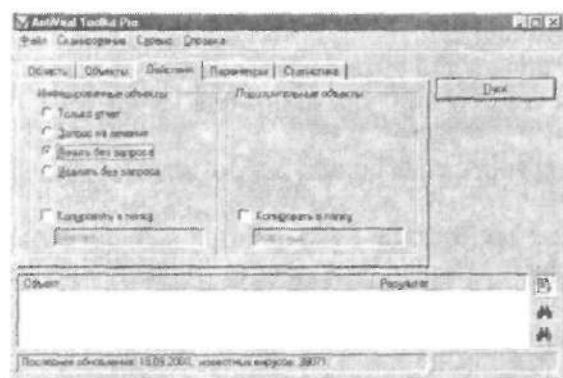 AntiViral Toolkit Pro
Файл Сканирование Сервис Справка
Область Объекты Действия Параметры Статистика
Пуск
Инфицированные объекты
Подозрительные объекты
Только отчет
Запрос на лечение
Лечить без запроса
Удалять без запроса
Копировать в папку
Копировать в папку
Объект Результат
Последнее обновление: 18.09.2000, известных вирусов: